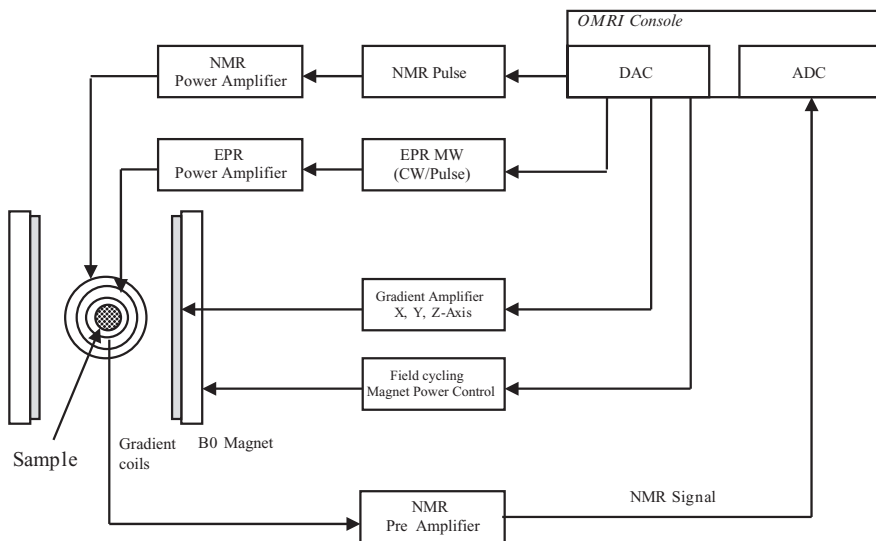 OMRI Console
NMR
Power Amplifier
NMR Pulse
DAC
ADC
EPR
Power Amplifier
EPR MW
(CW/Pulse)
Gradient Amplifier
X, Y, Z-Axis
Field cycling
Magnet Power Control
Gradient
coils
B0 Magnet
Sample
NMR
Pre Amplifier
NMR Signal